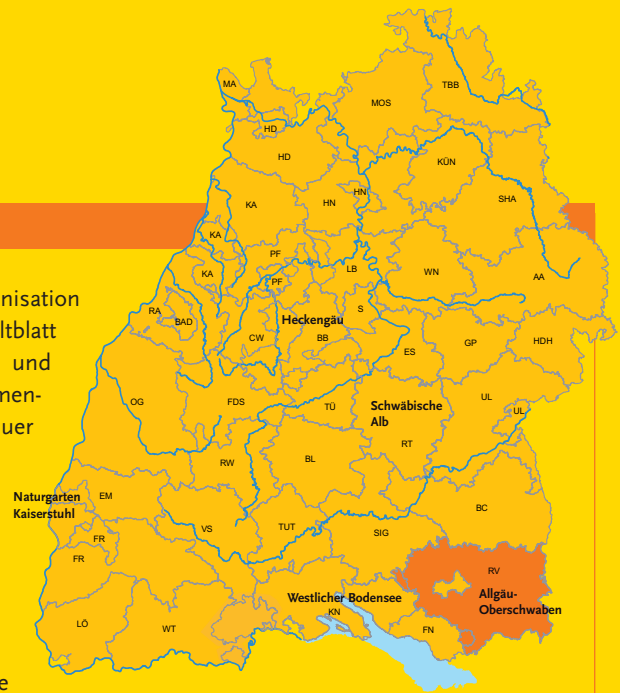 MA
TBB
MOS
HD
HD
KÜN
HN
HN
SHA
KA
KA
PF
KA
PF
LB
WN
AA
nisation
RA
BAD
Heckengäu
S
ltblatt
CW
BB
ES
GP
HDH
und
OG
FDS
TÜ
Schwäbische
Alb
UL
UL
men-
uer
RT
RW
BL
Naturgarten
Kaiserstuhl
EM
BC
FR
VS
TUT
SIG
FR
RV
Westlicher Bodensee
Allgäu-
Oberschwaben
KN
LÖ
WT
FN
e